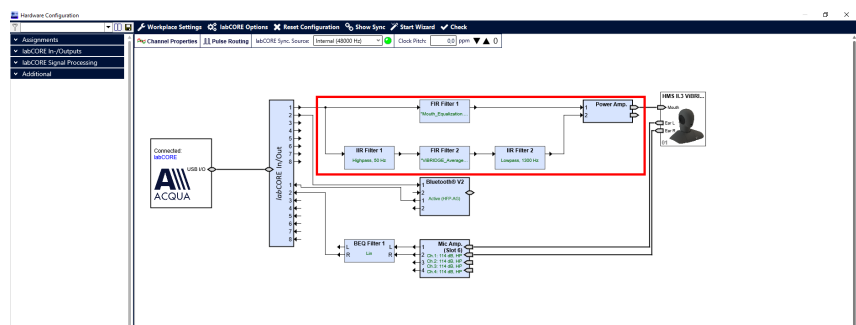 Hardware Configuration
Workplace Settings labCORE Options Reset Configuration Show Sync Start Wizard Check
Assignments
labCORE In-/Outputs
labCORE Signal Processing
Additional
Channel Properties Pulse Routing labCORE Sync. Source: Internal (48000 Hz) Clock Pitch: 0,0 ppm 0
labCORE In/Out
1
2
3
4
5
6
7
8
1
2
3
4
5
6
7
8
Connected:
labCORE
USB I/O
ACQUA
FIR Filter 1
"Mouth_Equalization...
IIR Filter 1
Highpass, 50 Hz
FIR Filter 2
"VIBRIDGE_Average...
IIR Filter 2
Lowpass, 1300 Hz
Power Amp.
1
2
HMS II.3 ViBRI...
Mouth
Ear L
Ear R
Bluetooth® V2
1
2
1
2
Active (HFP-AG)
BEQ Filter 1
L L
R R
Lin
Mic Amp.
(Slot 6)
1
2
3
4
Ch.1: 114 dB, HP
Ch.2: 114 dB, HP
Ch.3: 114 dB, HP
Ch.4: 114 dB, HP